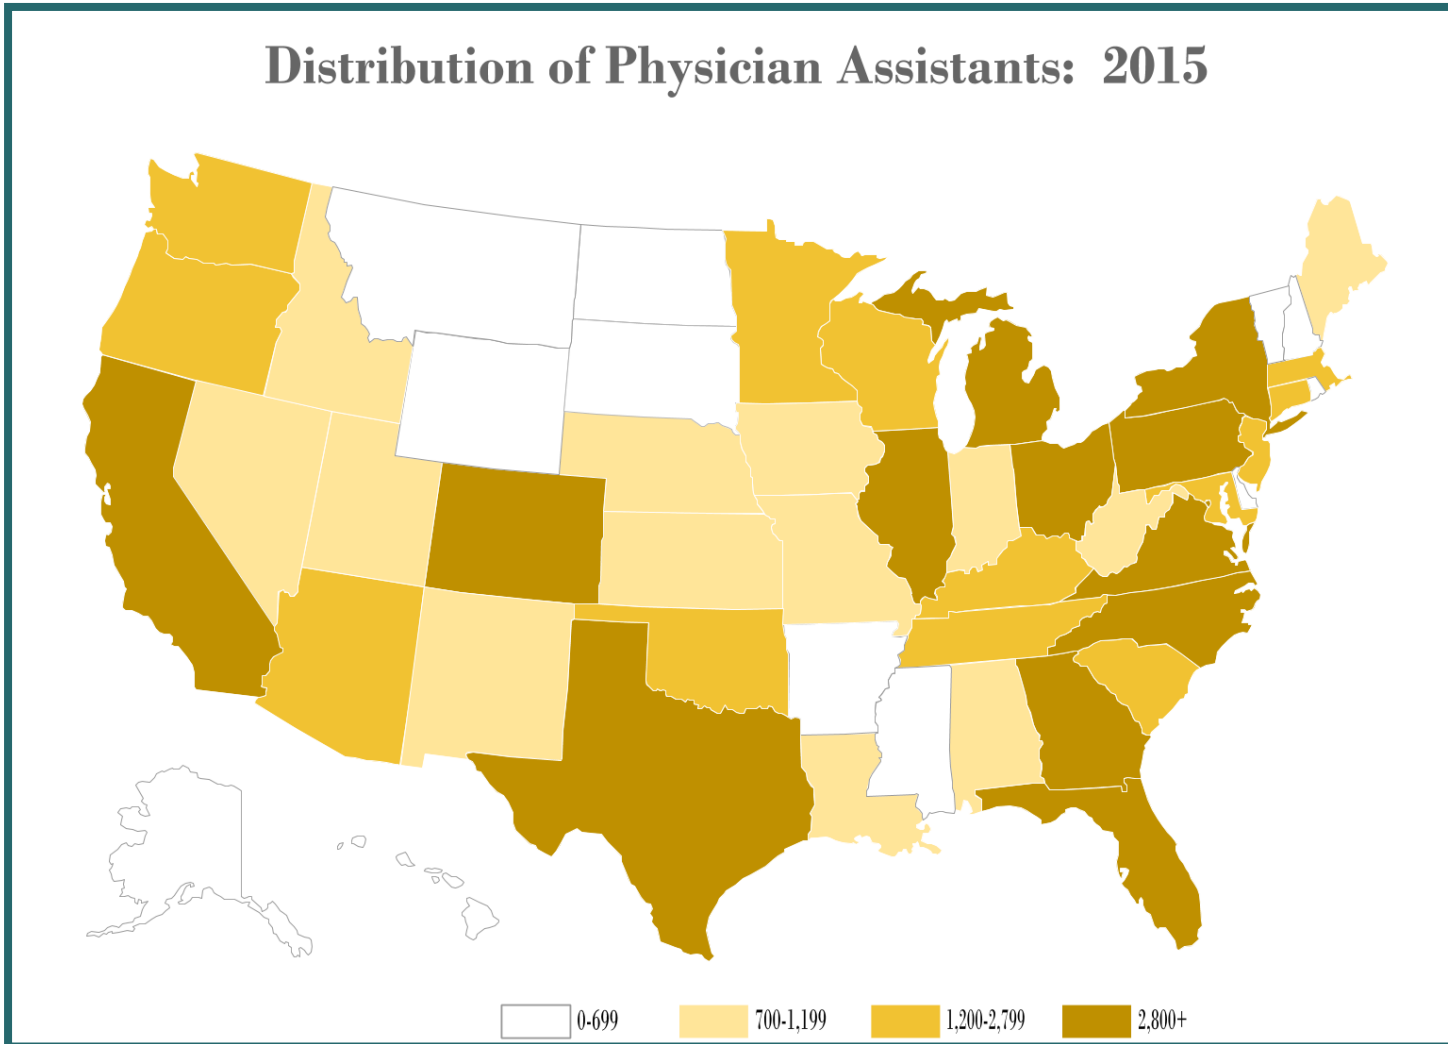 Distribution of Physician Assistants:  2015
0-699
700-1,199
1,200-2,799
2,800+